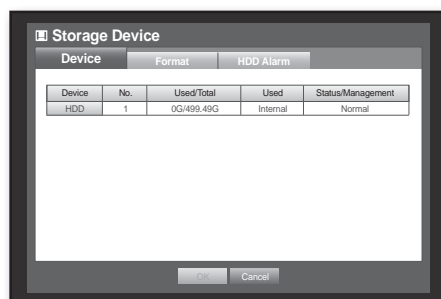 Storage Device
Device Format HDD Alarm
Device No. Used/Total Used Status/Management
HDD 1 0G/499.49G Internal Normal
OK Cancel